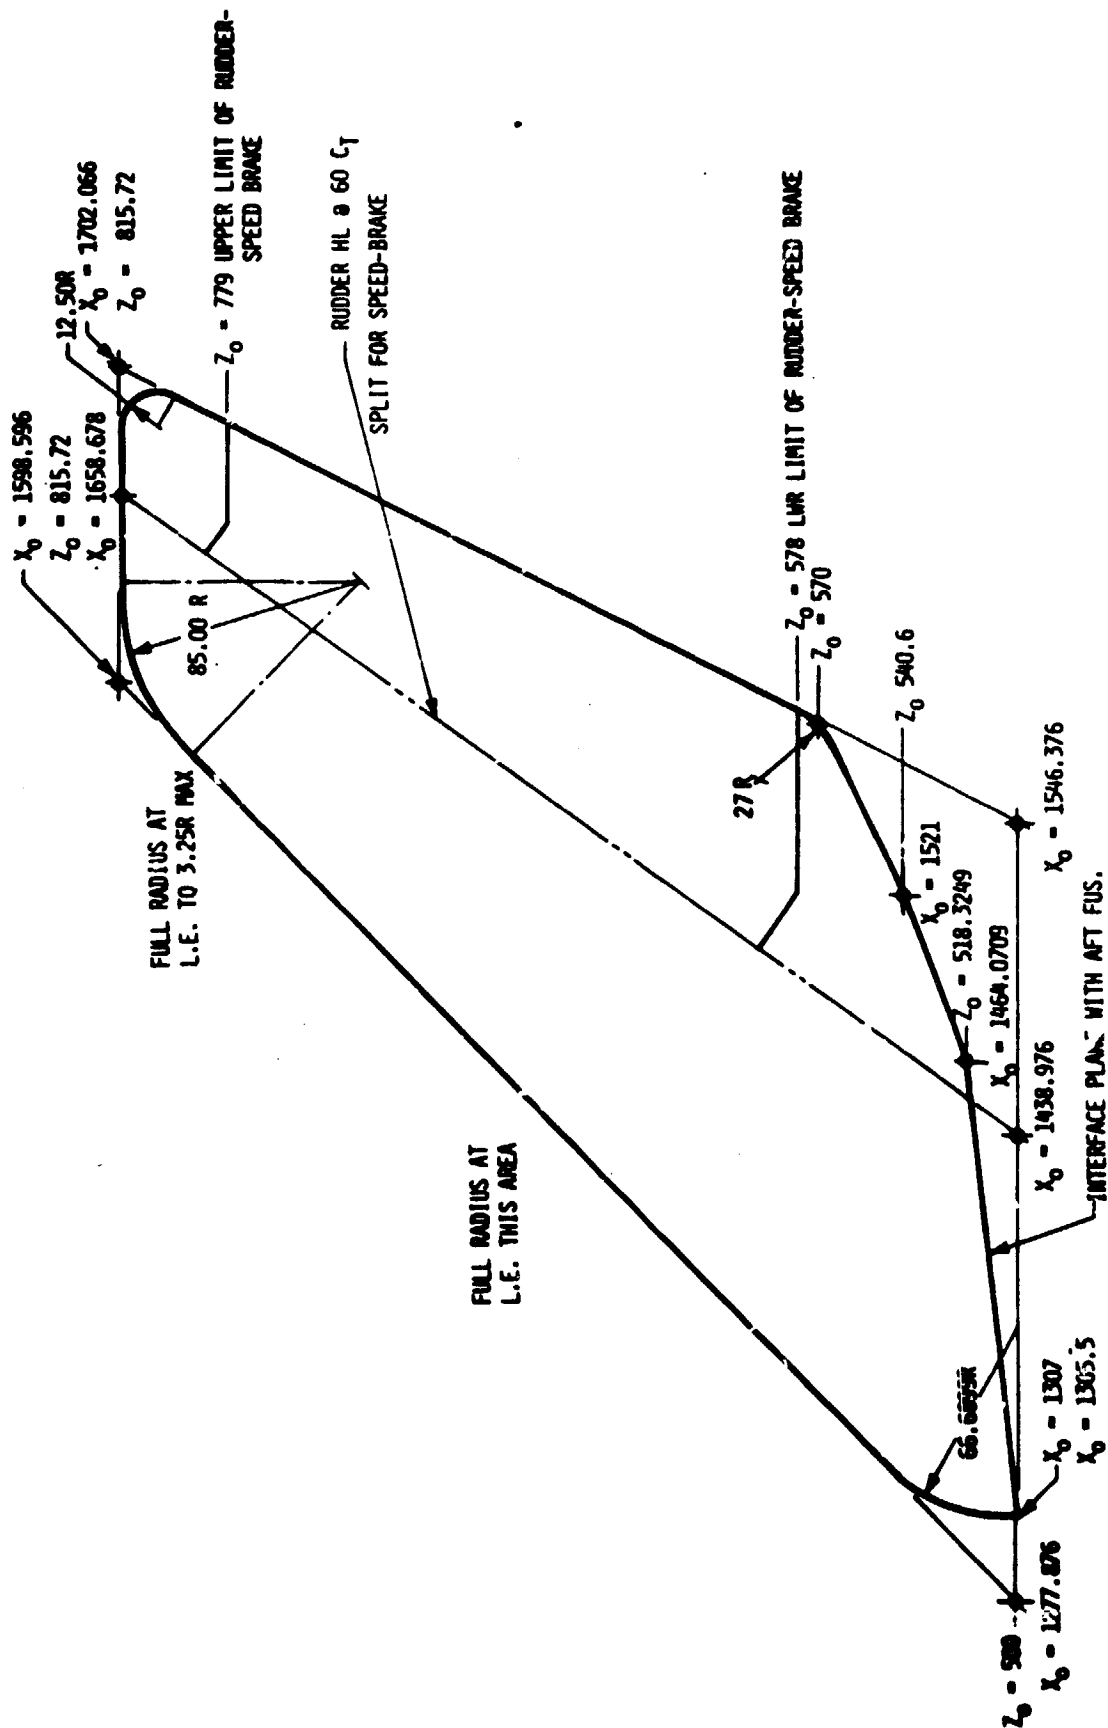 X₀ = 1598.596
Z₀ = 815.72
X₀ = 1658.678
12.50R
X₀ = 1702.066
Z₀ = 815.72
Z₀ = 779 UPPER LIMIT OF RUDDER-
SPEED BRAKE
85.00 R
RUDDER HL @ 60 C_T
SPLIT FOR SPEED-BRAKE
FULL RADIUS AT
L.E. TO 3.25R MAX
FULL RADIUS AT
L.E. THIS AREA
Z₀ = 578 LWR LIMIT OF RUDDER-SPEED BRAKE
Z₀ = 570
27 R
Z₀ 540.6
X₀ = 1521
Z₀ = 518.3249
X₀ = 1464.0709
X₀ = 1546.376
X₀ = 1438.976
INTERFACE PLANE WITH AFT FUS.
X₀ = 1307
X₀ = 1305.5
Z₀ = 500
X₀ = 1277.876